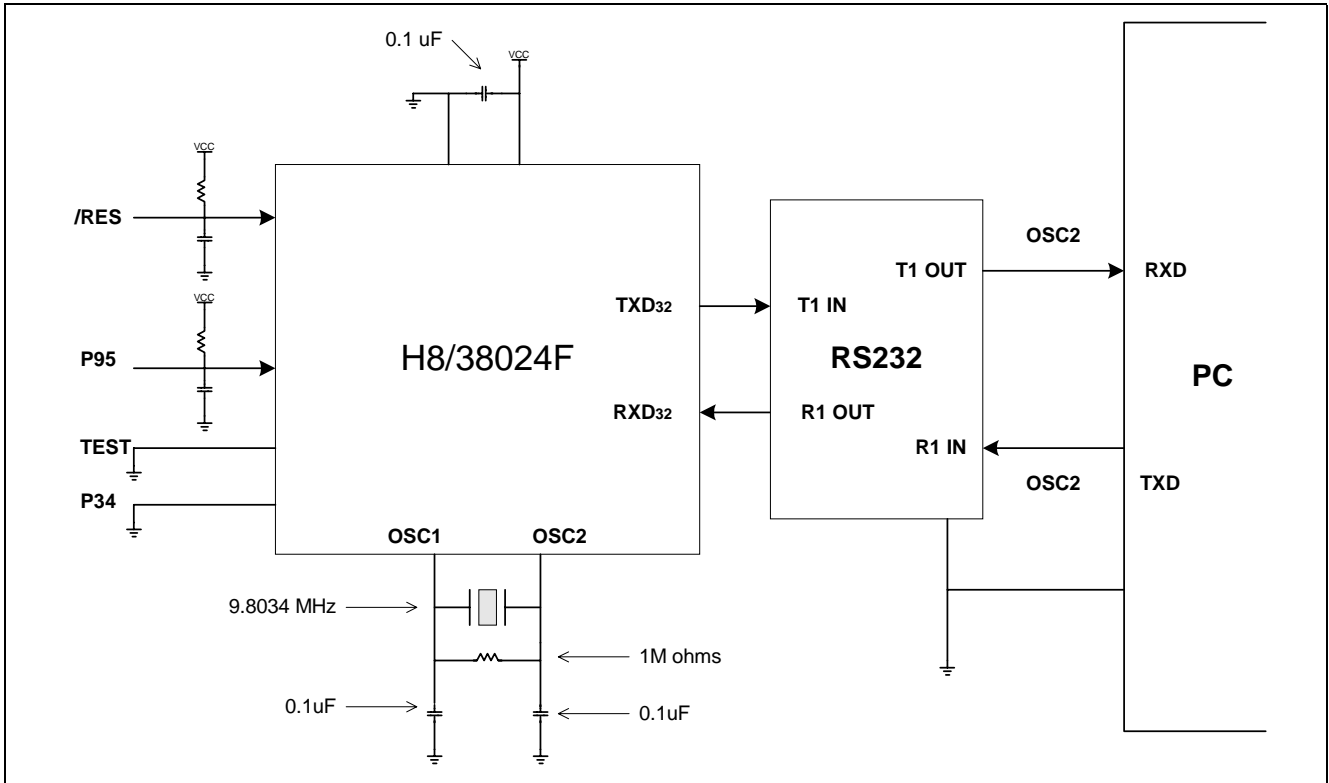 0.1 uF
VCC
VCC
/RES
OSC2
T1 OUT
RXD
VCC
TXD32
T1 IN
P95
H8/38024F
RS232
PC
RXD32
R1 OUT
TEST
R1 IN
OSC2
TXD
P34
OSC1
OSC2
9.8034 MHz
1M ohms
0.1uF
0.1uF